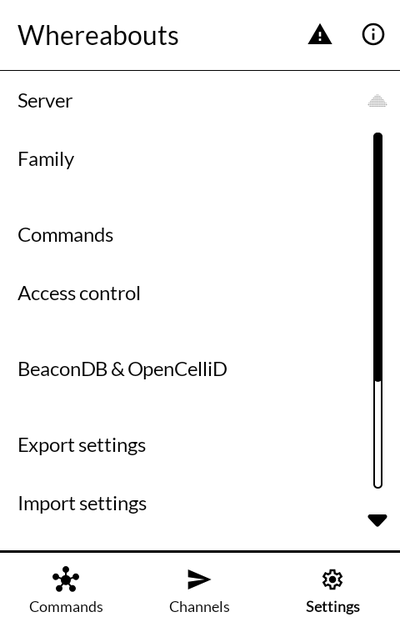 Whereabouts
Server
Family
Commands
Access control
BeaconDB & OpenCelliD
Export settings
Import settings
Commands
Channels
Settings